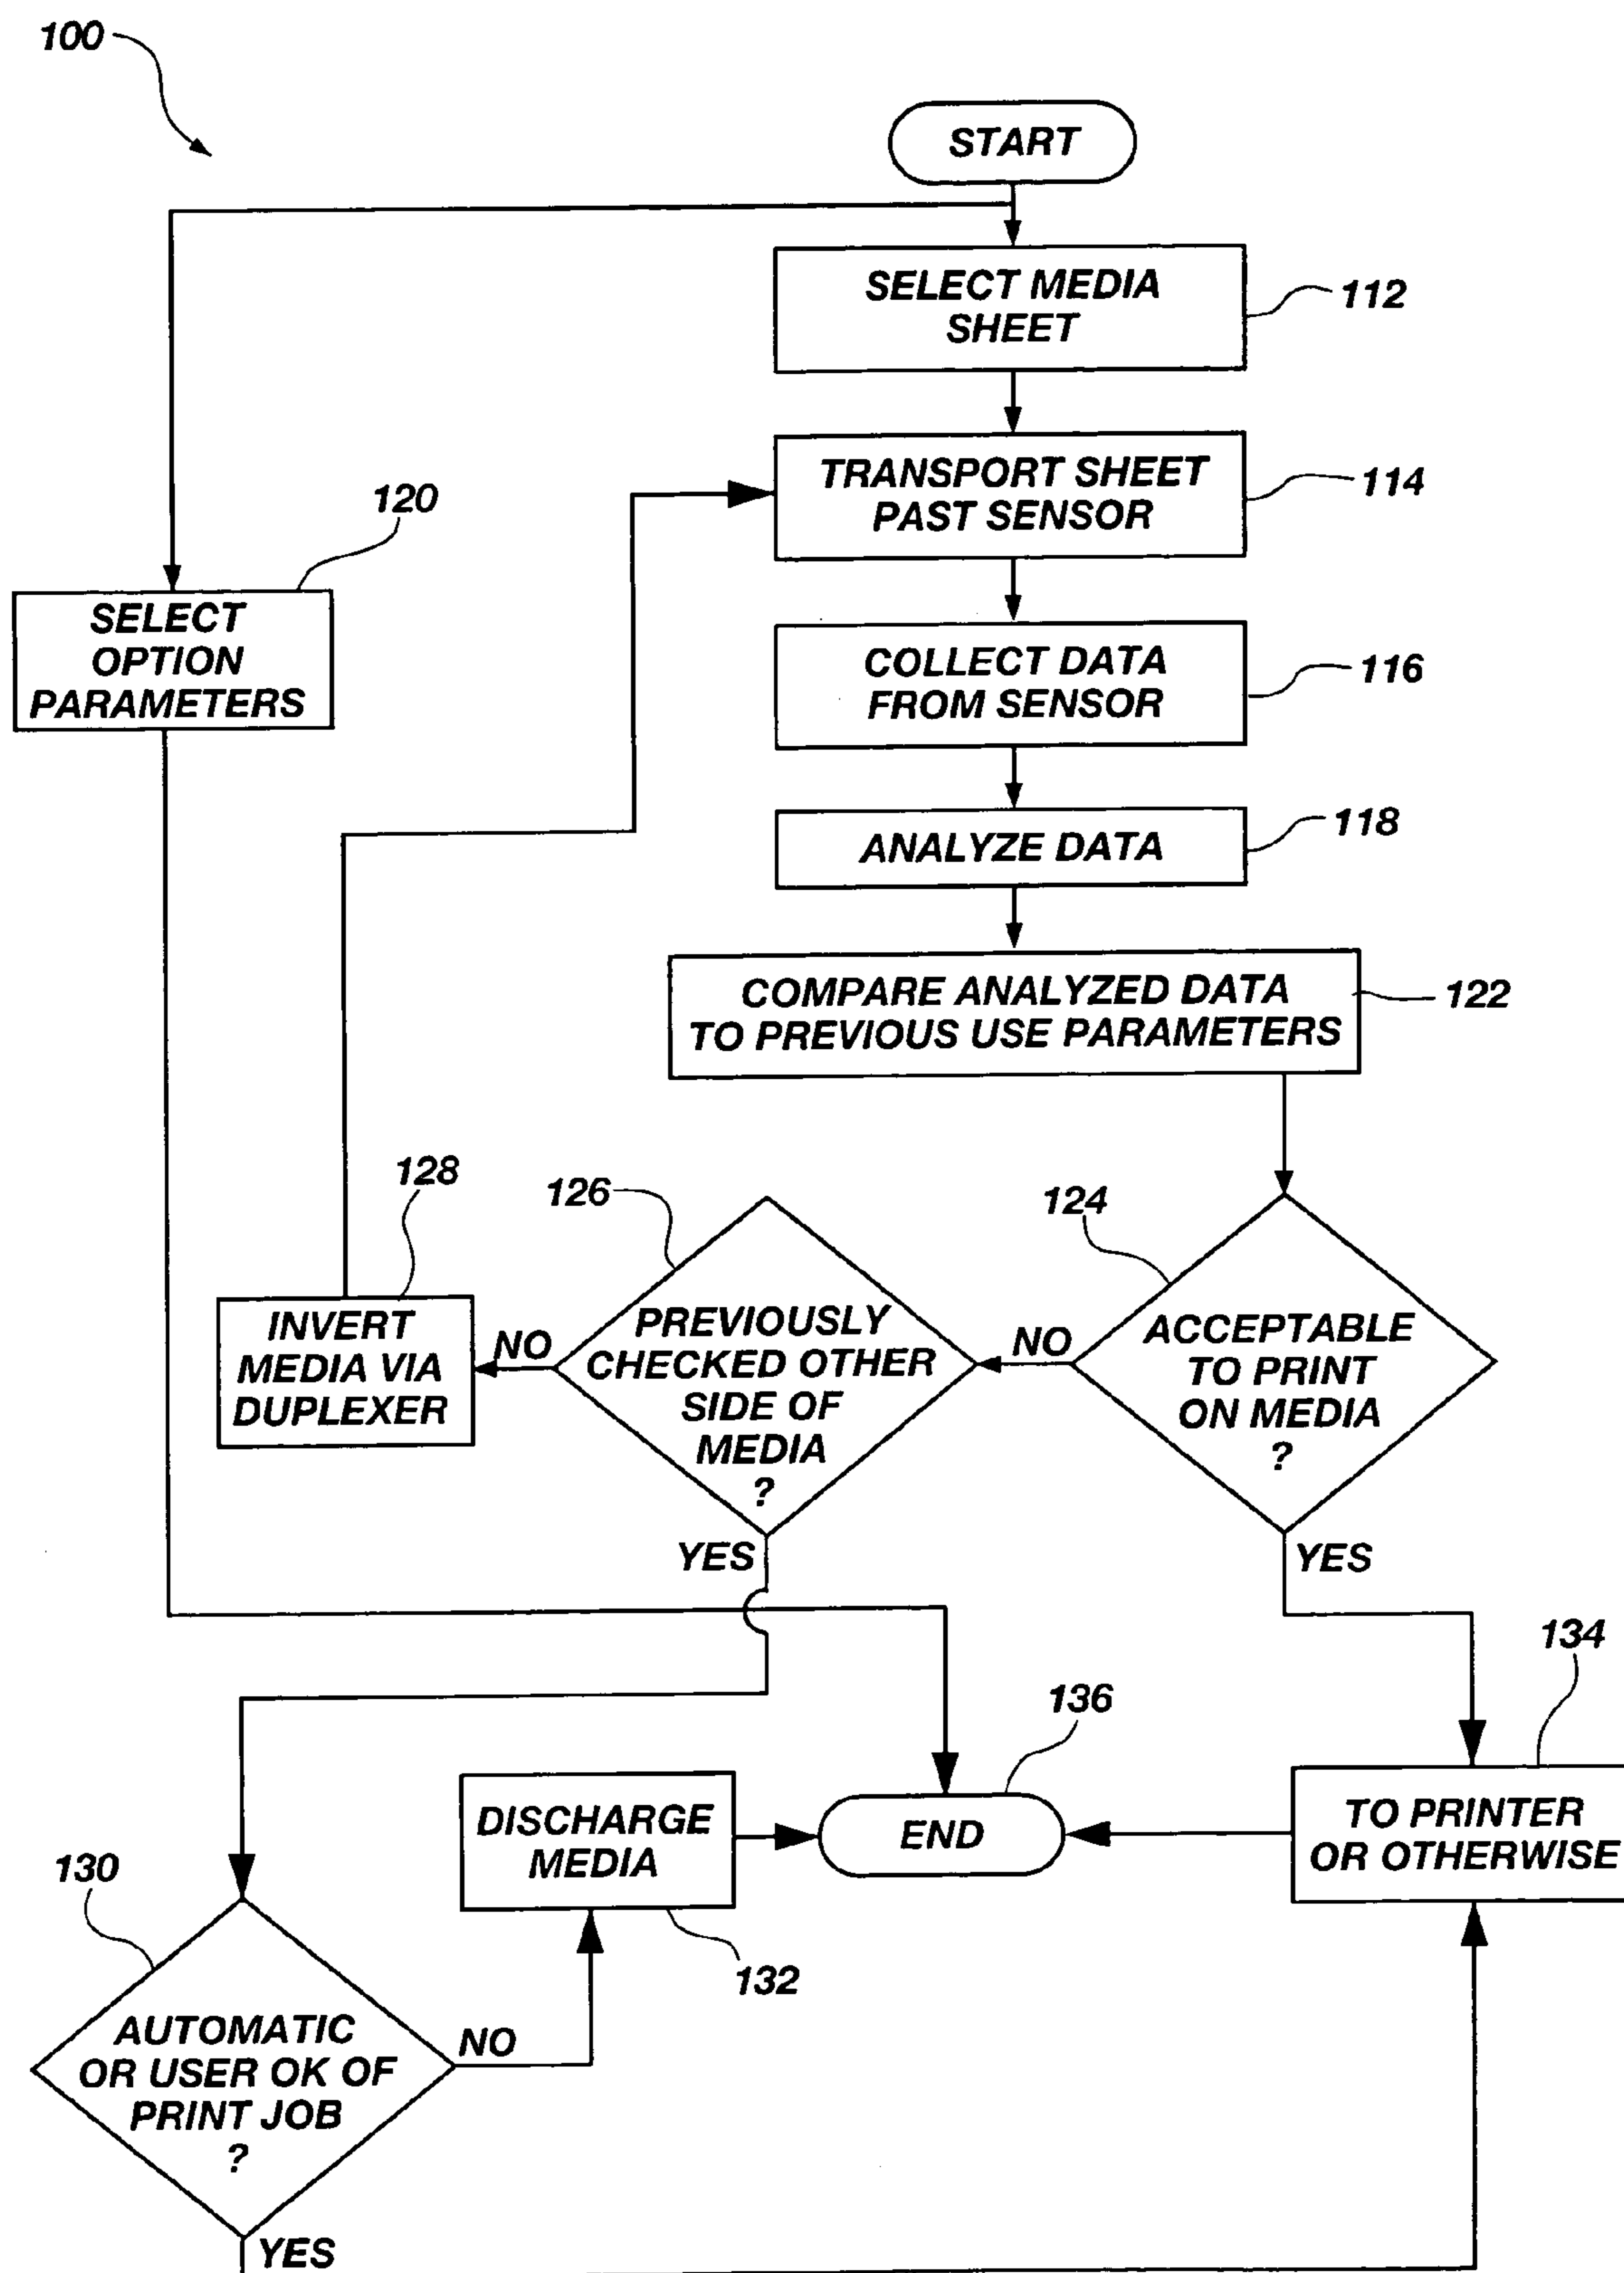 100
START
SELECT MEDIA
SHEET
112
TRANSPORT SHEET
PAST SENSOR
114
120
SELECT
OPTION
PARAMETERS
COLLECT DATA
FROM SENSOR
116
ANALYZE DATA
118
COMPARE ANALYZED DATA
TO PREVIOUS USE PARAMETERS
122
128
INVERT
MEDIA VIA
DUPLEXER
NO
126
PREVIOUSLY
CHECKED OTHER
SIDE OF
MEDIA
?
NO
124
ACCEPTABLE
TO PRINT
ON MEDIA
?
YES
YES
134
TO PRINTER
OR OTHERWISE
136
END
DISCHARGE
MEDIA
132
130
AUTOMATIC
OR USER OK OF
PRINT JOB
?
NO
YES